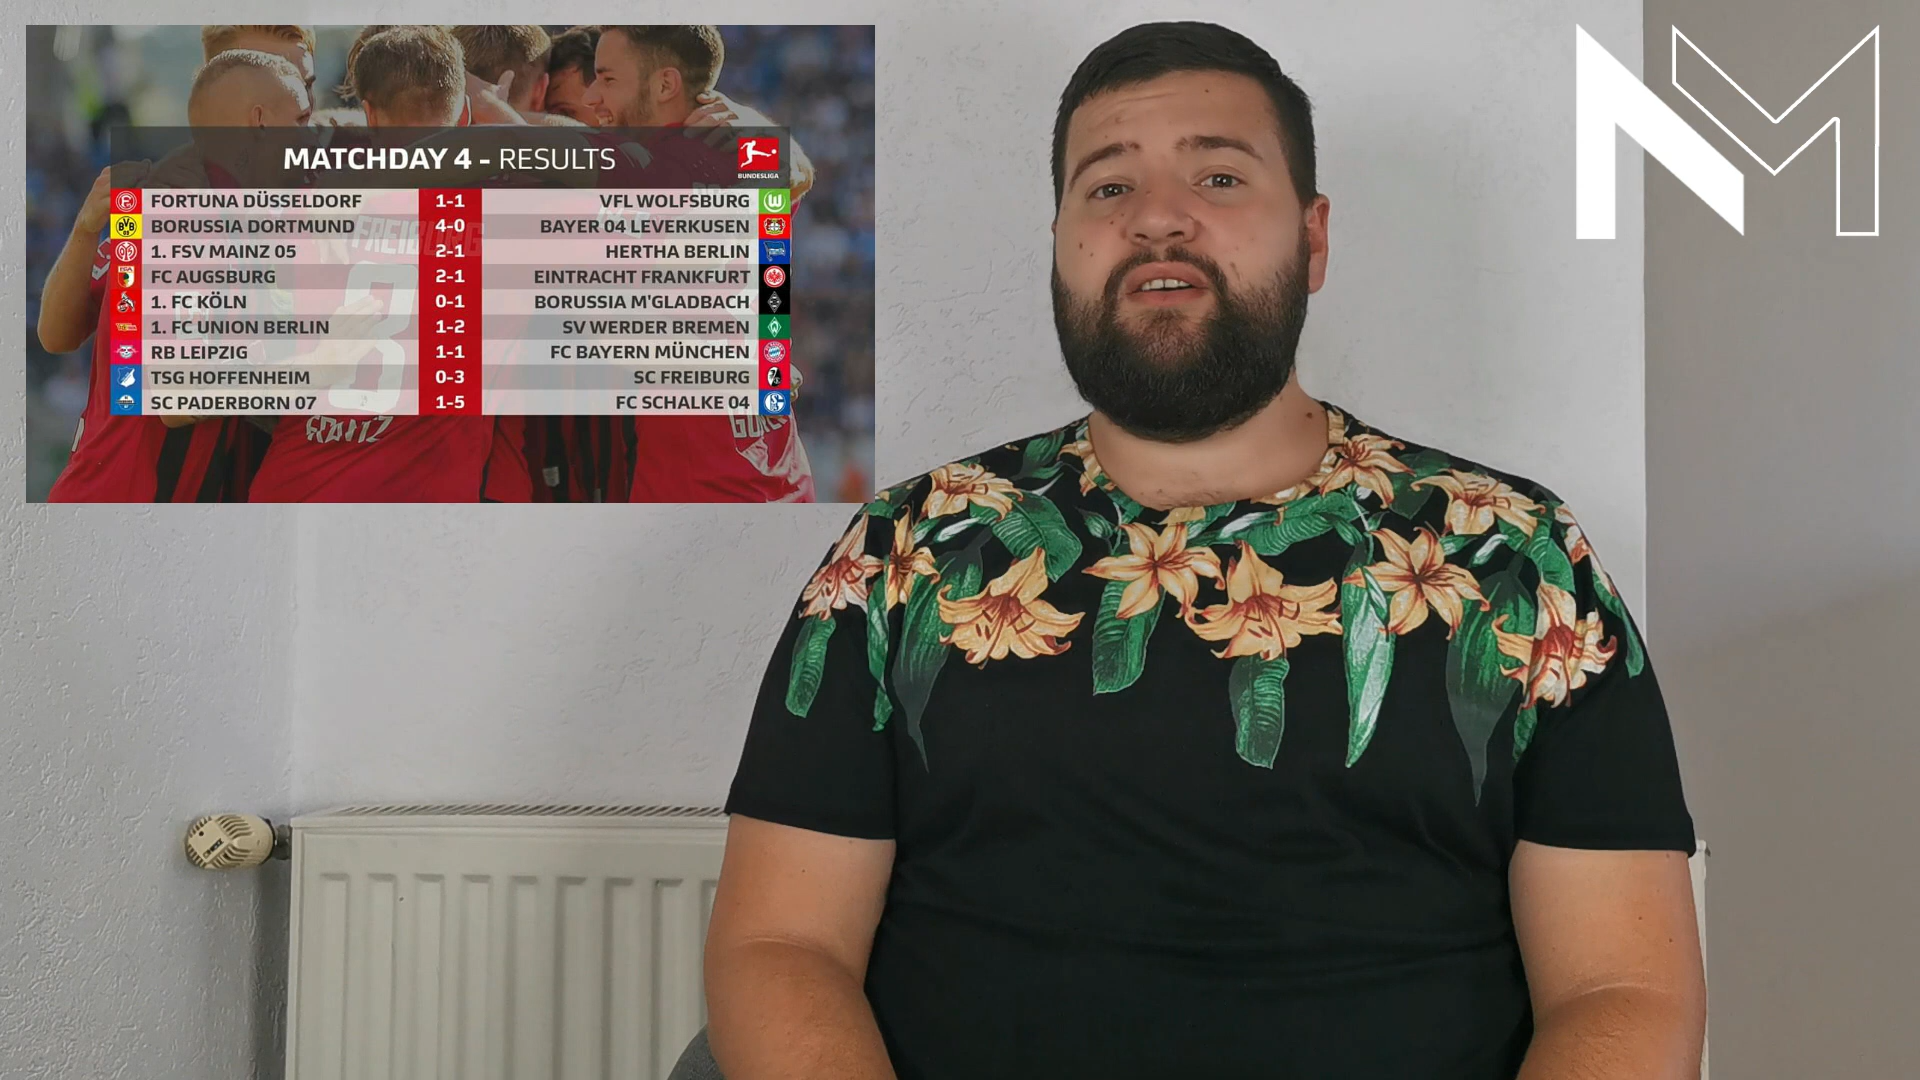 MATCHDAY 4 - RESULTS
BUNDESLIGA
FORTUNA DÜSSELDORF 1-1 VFL WOLFSBURG
BORUSSIA DORTMUND 4-0 BAYER 04 LEVERKUSEN
1. FSV MAINZ 05 2-1 HERTHA BERLIN
FC AUGSBURG 2-1 EINTRACHT FRANKFURT
1. FC KÖLN 0-1 BORUSSIA M'GLADBACH
1. FC UNION BERLIN 1-2 SV WERDER BREMEN
RB LEIPZIG 1-1 FC BAYERN MÜNCHEN
TSG HOFFENHEIM 0-3 SC FREIBURG
SC PADERBORN 07 1-5 FC SCHALKE 04
FREIBURG
8
NM